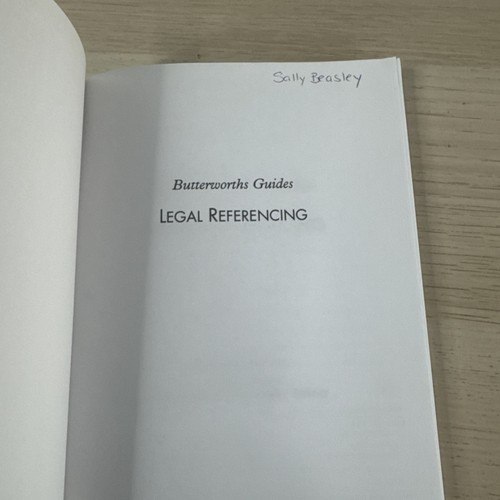 Sally Beasley
Butterworths Guides
LEGAL REFERENCING